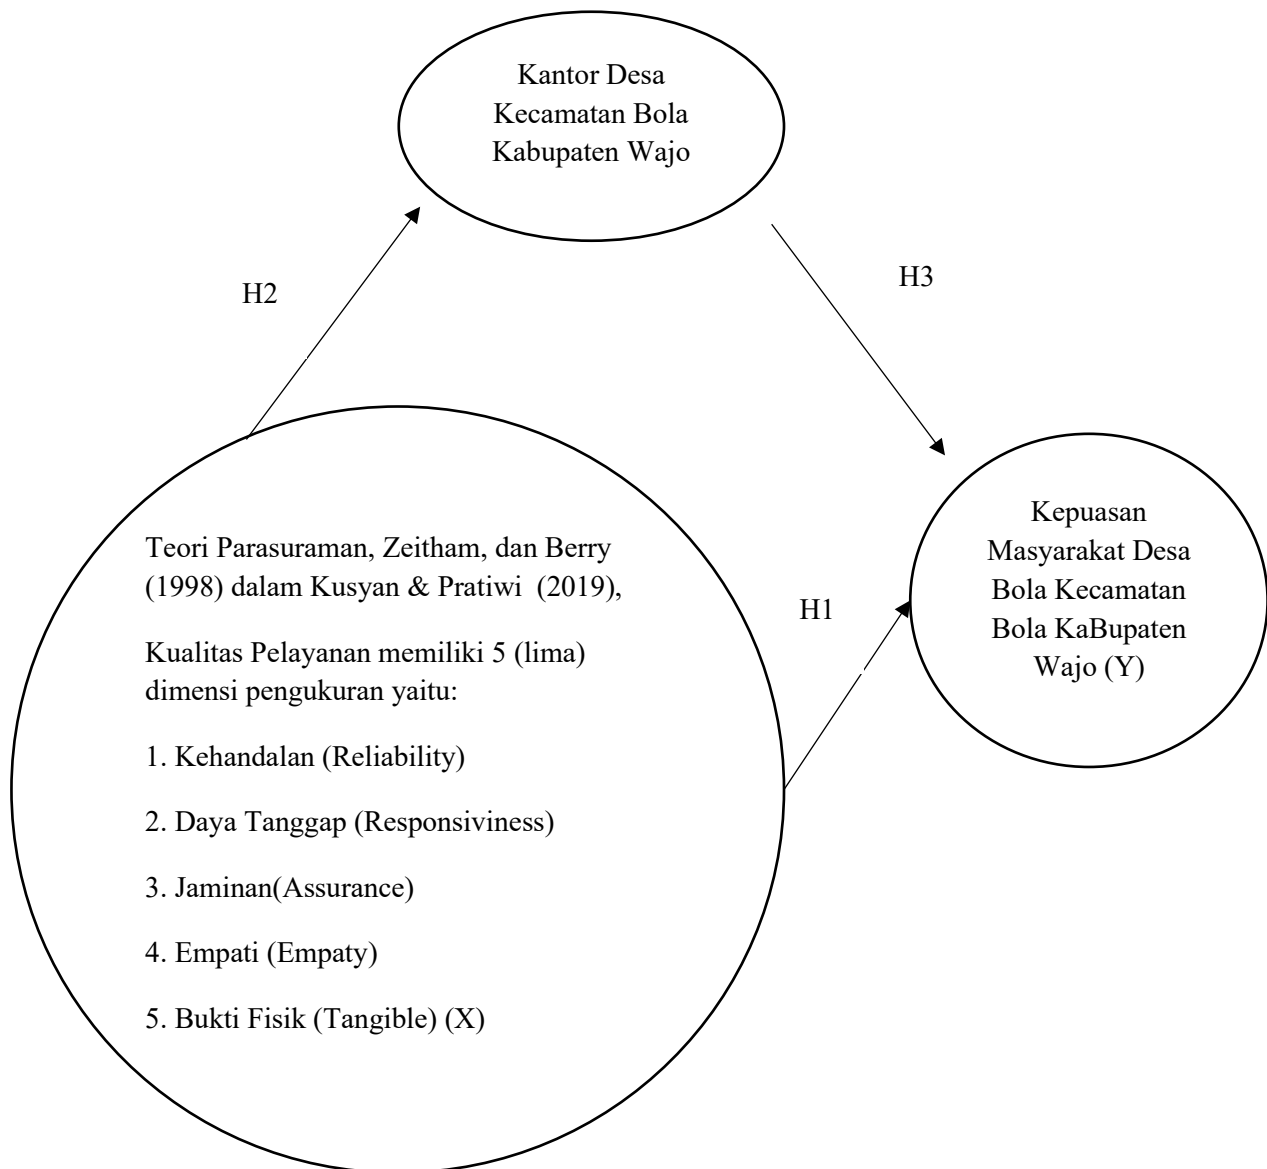 Kantor Desa
Kecamatan Bola
Kabupaten Wajo
H2
H3
Teori Parasuraman, Zeitham, dan Berry
(1998) dalam Kusyan & Pratiwi (2019),
Kualitas Pelayanan memiliki 5 (lima)
dimensi pengukuran yaitu:
1. Kehandalan (Reliability)
2. Daya Tanggap (Responsiviness)
3. Jaminan(Assurance)
4. Empati (Empaty)
5. Bukti Fisik (Tangible) (X)
H1
Kepuasan
Masyarakat Desa
Bola Kecamatan
Bola KaBupaten
Wajo (Y)